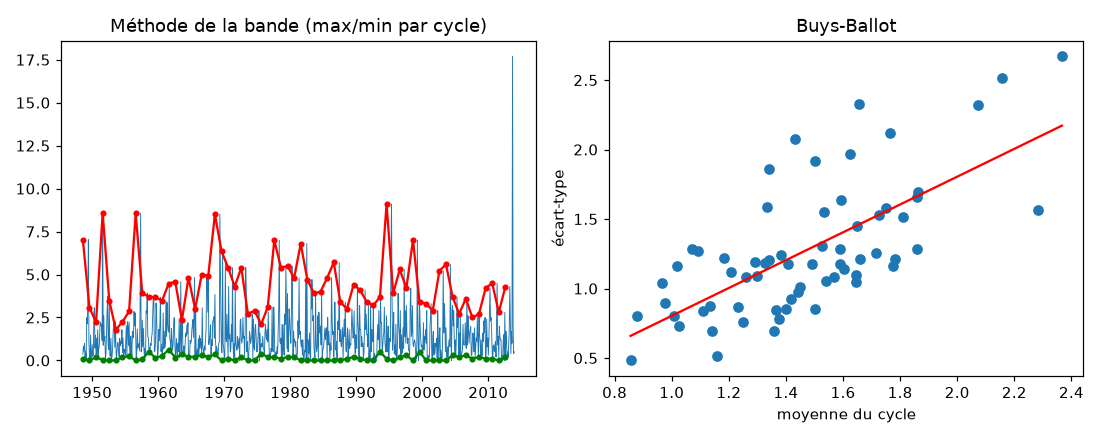 Méthode de la bande (max/min par cycle)
17.5
15.0
12.5
10.0
7.5
5.0
2.5
0.0
1950 1960 1970 1980 1990 2000 2010
Buys-Ballot
écart-type
2.5
2.0
1.5
1.0
0.5
0.8 1.0 1.2 1.4 1.6 1.8 2.0 2.2 2.4
moyenne du cycle